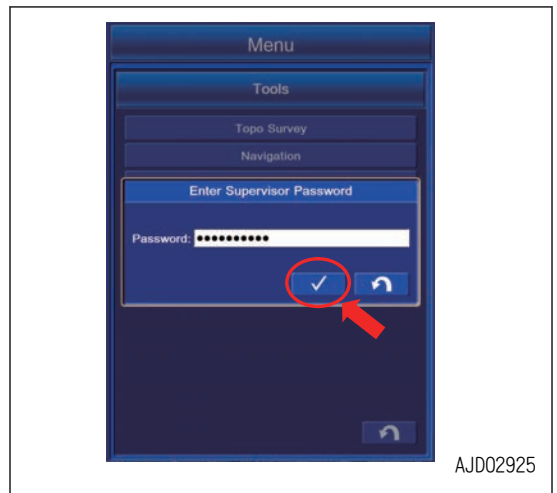 Menu
Tools
Topo Survey
Navigation
Enter Supervisor Password
Password: ●●●●●●●●●●
AJD02925